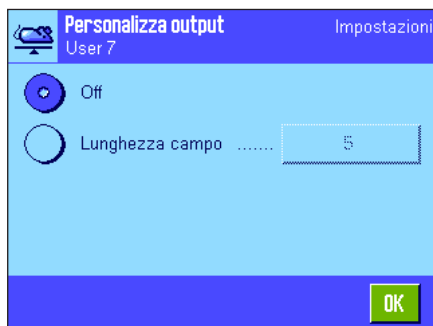 Personalizza output Impostazioni
User 7
Off
Lunghezza campo ....... 5
OK